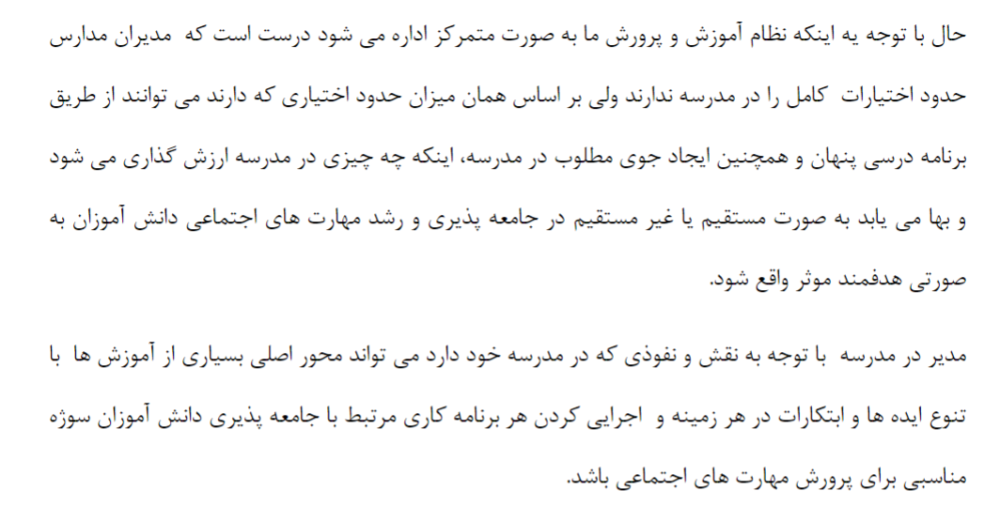 حال با توجه یه اینکه نظام آموزش و پرورش ما به صورت متمرکز اداره می شود درست است که مدیران مدارس
حدود اختیارات کامل را در مدرسه ندارند ولی بر اساس همان میزان حدود اختیاری که دارند می توانند از طریق
برنامه درسی پنهان و همچنین ایجاد جوی مطلوب در مدرسه، اینکه چه چیزی در مدرسه ارزش گذاری می شود
و بها می یابد به صورت مستقیم یا غیر مستقیم در جامعه پذیری و رشد مهارت های اجتماعی دانش آموزان به
صورتی هدفمند موثر واقع شود.
مدیر در مدرسه با توجه به نقش و نفوذی که در مدرسه خود دارد می تواند محور اصلی بسیاری از آموزش ها با
تنوع ایده ها و ابتکارات در هر زمینه و اجرایی کردن هر برنامه کاری مرتبط با جامعه پذیری دانش آموزان سوژه
مناسبی برای پرورش مهارت های اجتماعی باشد.